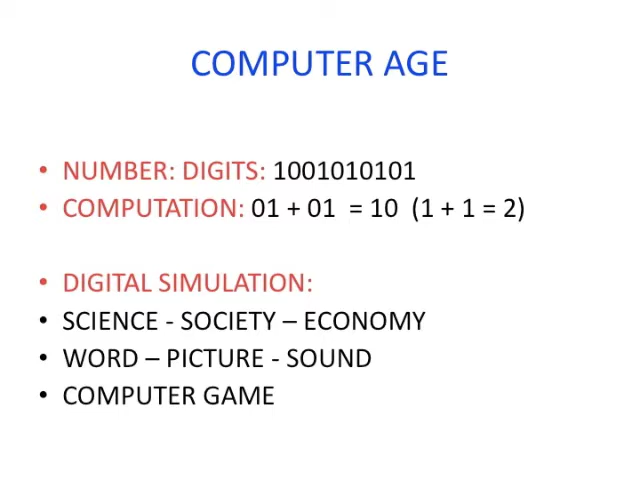 COMPUTER AGE
• NUMBER: DIGITS: 1001010101
• COMPUTATION: 01 + 01 = 10 (1 + 1 = 2)
• DIGITAL SIMULATION:
• SCIENCE - SOCIETY – ECONOMY
• WORD – PICTURE - SOUND
• COMPUTER GAME